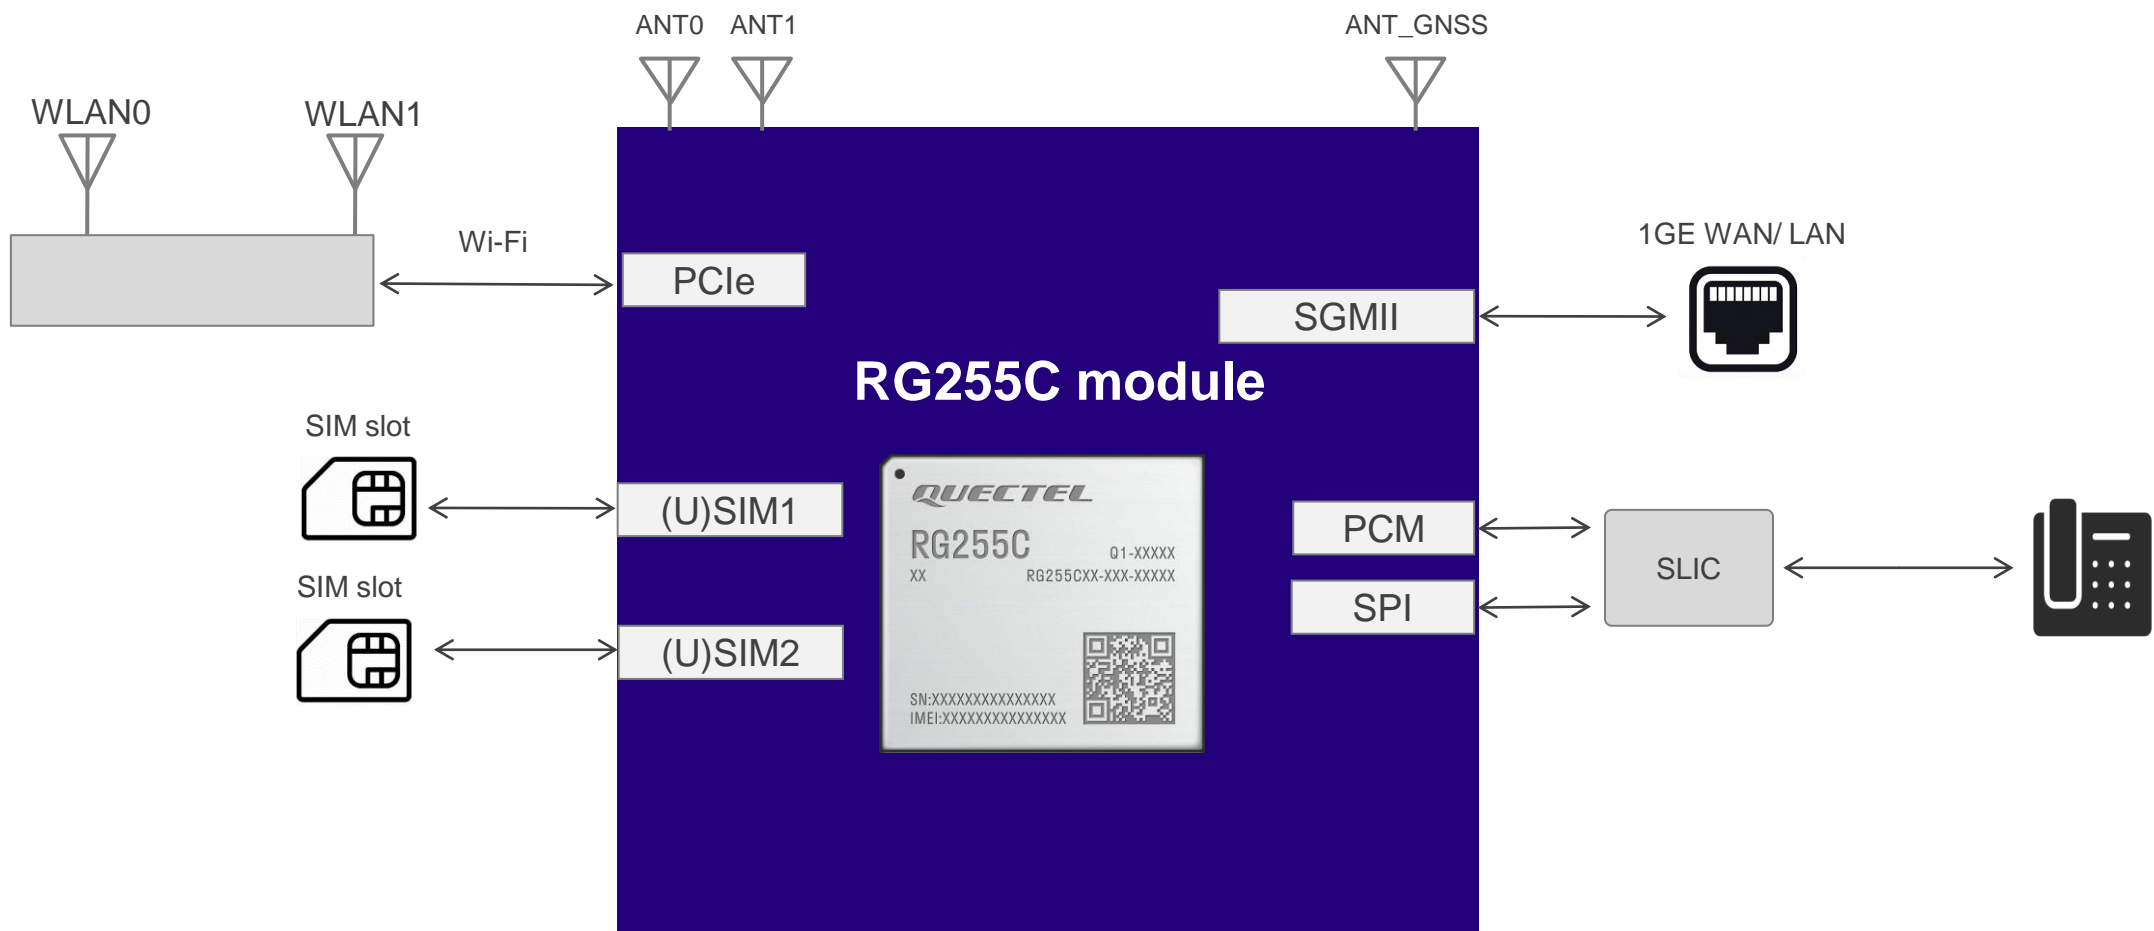 ANT0 ANT1
ANT_GNSS
WLAN0
WLAN1
Wi-Fi
PCIe
1GE WAN/ LAN
SGMII
RG255C module
SIM slot
(U)SIM1
SIM slot
(U)SIM2
QUECTEL
RG255C
Q1-XXXXX
XX
RG255CXX-XXX-XXXXX
SN:XXXXXXXXXXXXXXX
IMEI:XXXXXXXXXXXXXXX
PCM
SPI
SLIC